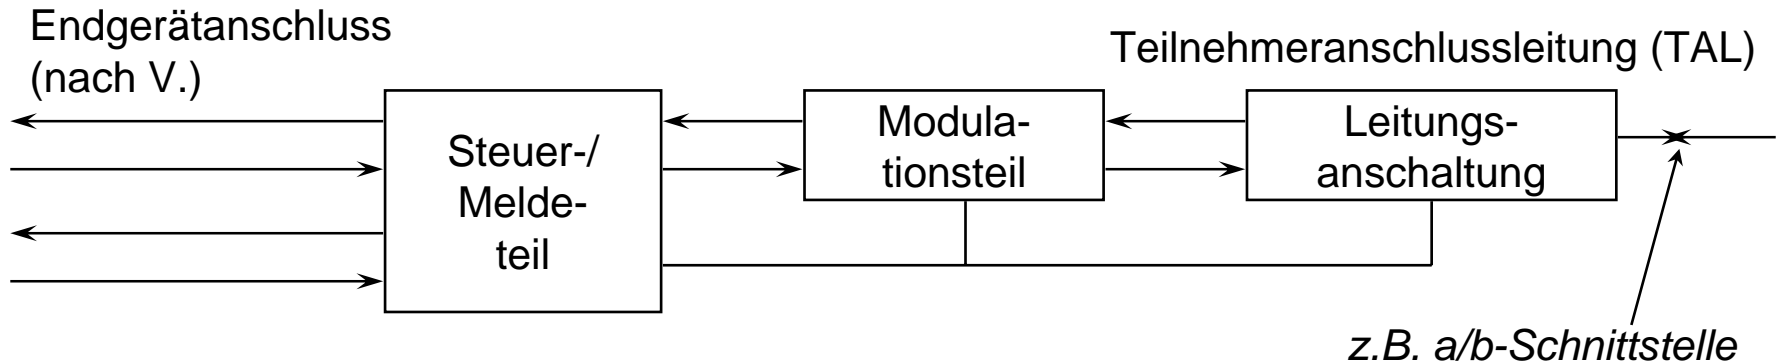 Endgerätanschluss
(nach V.)
Teilnehmeranschlussleitung (TAL)
Steuer-/
Melde-
teil
Modula-
tionsteil
Leitungs-
anschaltung
z.B. a/b-Schnittstelle